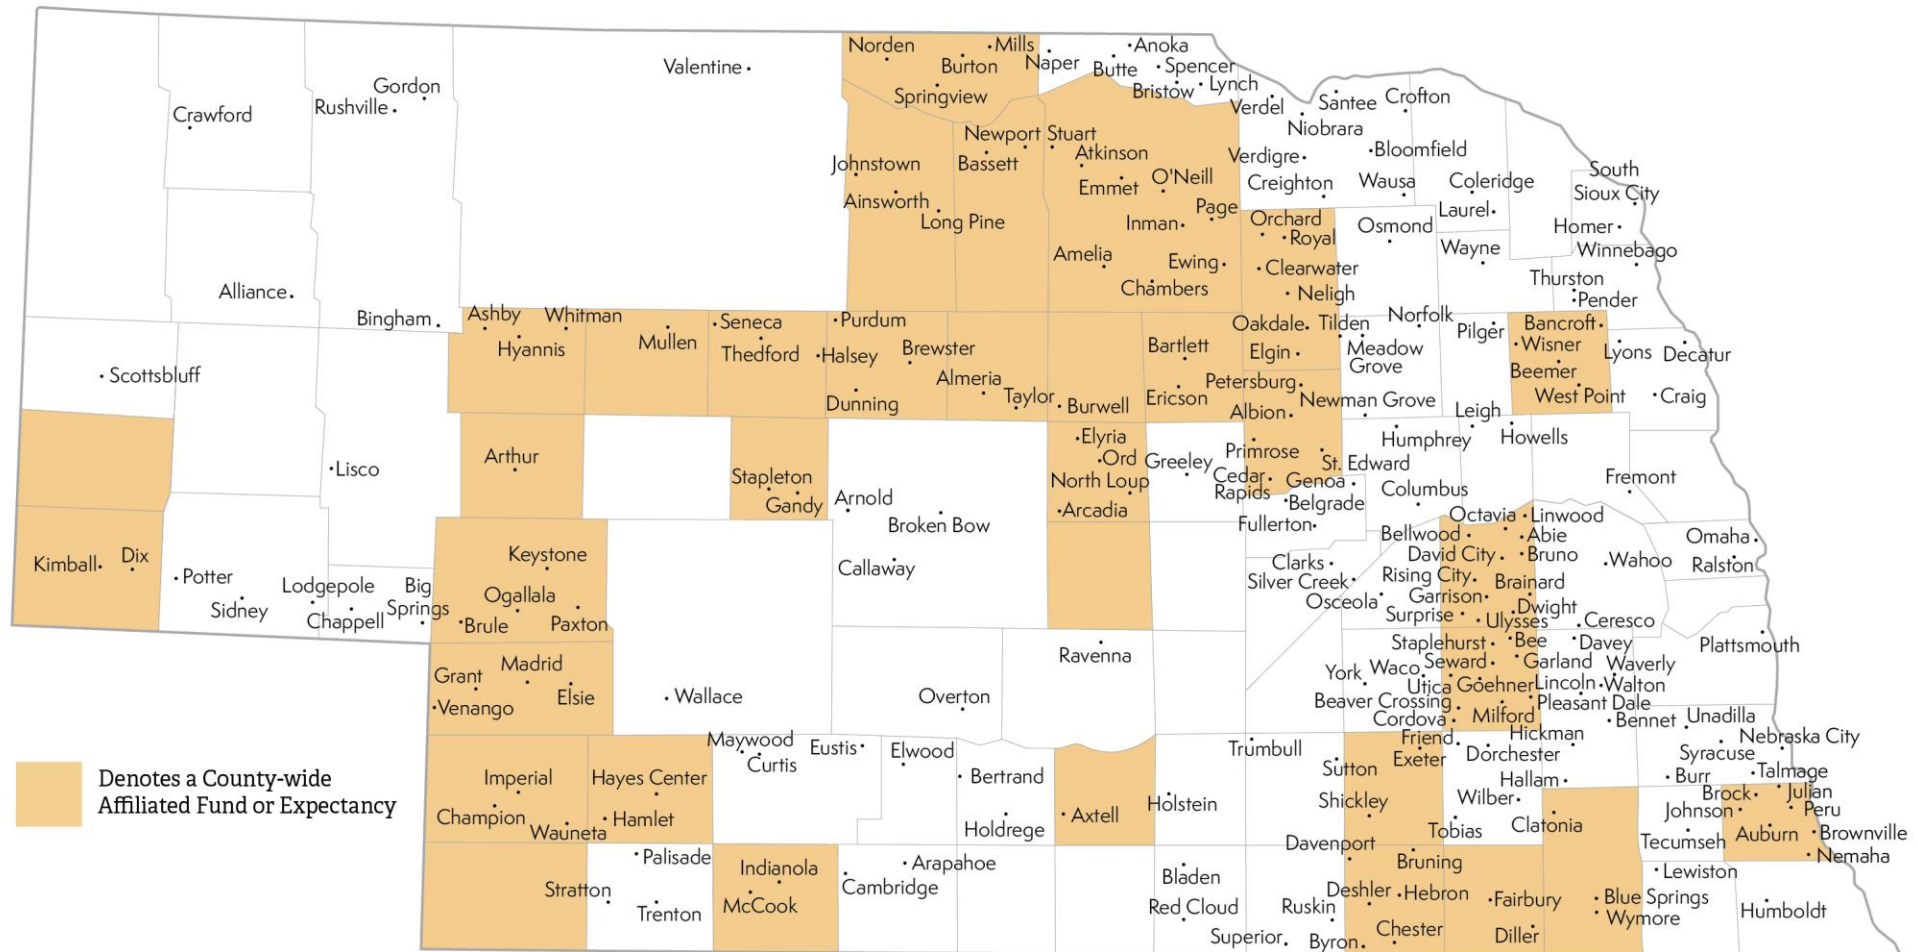 Norden
Mills
Burton
Springview
Naper
Anoka
Butte
Spencer
Bristow
Lynch
Valentine
Gordon
Rushville
Crawford
Verdel
Santee
Crofton
Niobrara
Newport
Stuart
Bassett
Atkinson
Johnstown
Emmet
O'Neill
Ainsworth
Long Pine
Page
Inman
Verdigre
Bloomfield
Creighton
Wausa
Coleridge
South
Sioux City
Laurel
Orchard
Royal
Osmond
Homer
Wayne
Winnebago
Amelia
Ewing
Clearwater
Chambers
Neligh
Thurston
Pender
Alliance
Bingham
Ashby
Whitman
Hyannis
Mullen
Seneca
Thedford
Purdum
Halsey
Brewster
Almeria
Dunning
Taylor
Burwell
Bartlett
Ericson
Oakdale
Tilden
Norfolk
Pilger
Bancroft
Wisner
Elgin
Meadow
Grove
Beemer
Lyons
Decatur
West Point
Craig
Scottsbluff
Petersburg
Newman Grove
Albion
Leigh
Elyria
Ord
Greeley
Primrose
Humphrey
Howells
St. Edward
Lisco
Arthur
Stapleton
Gandy
Arnold
North Loup
Arcadia
Cedar
Rapids
Genoa
Belgrade
Columbus
Fremont
Broken Bow
Fullerton
Octavia
Linwood
Bellwood
Abie
Omaha
Kimball
Dix
Keystone
Callaway
Clarks
David City
Bruno
Wahoo
Ralston
Potter
Lodgepole
Big
Springs
Silver Creek
Rising City
Brainard
Sidney
Chappell
Ogallala
Brule
Paxton
Osceola
Garrison
Surprise
Dwight
Ulysses
Ceresco
Ravenna
Staplehurst
Bee
Davey
Plattsmouth
Grant
Madrid
Elsie
Venango
Wallace
Overton
York
Waco
Seward
Garland
Waverly
Utica
Goehner
Lincoln
Walton
Beaver Crossing
Pleasant Dale
Cordova
Milford
Bennet
Unadilla
Maywood
Curtis
Eustis
Elwood
Trumbull
Friend
Hickman
Nebraska City
Exeter
Dorchester
Syracuse
Sutton
Hallam
Burr
Talmage
Denotes a County-wide
Affiliated Fund or Expectancy
Imperial
Hayes Center
Bertrand
Champion
Wauneta
Hamlet
Holdrege
Axtell
Holstein
Shickley
Wilber
Brock
Julian
Tobias
Clatonia
Johnson
Peru
Davenport
Tecumseh
Auburn
Brownville
Palisade
Indianola
Arapahoe
Bruning
Nemaha
Stratton
Trenton
McCook
Cambridge
Bladen
Lewiston
Red Cloud
Ruskin
Deshler
Hebron
Fairbury
Blue Springs
Wymore
Humboldt
Superior
Byron
Chester
Diller